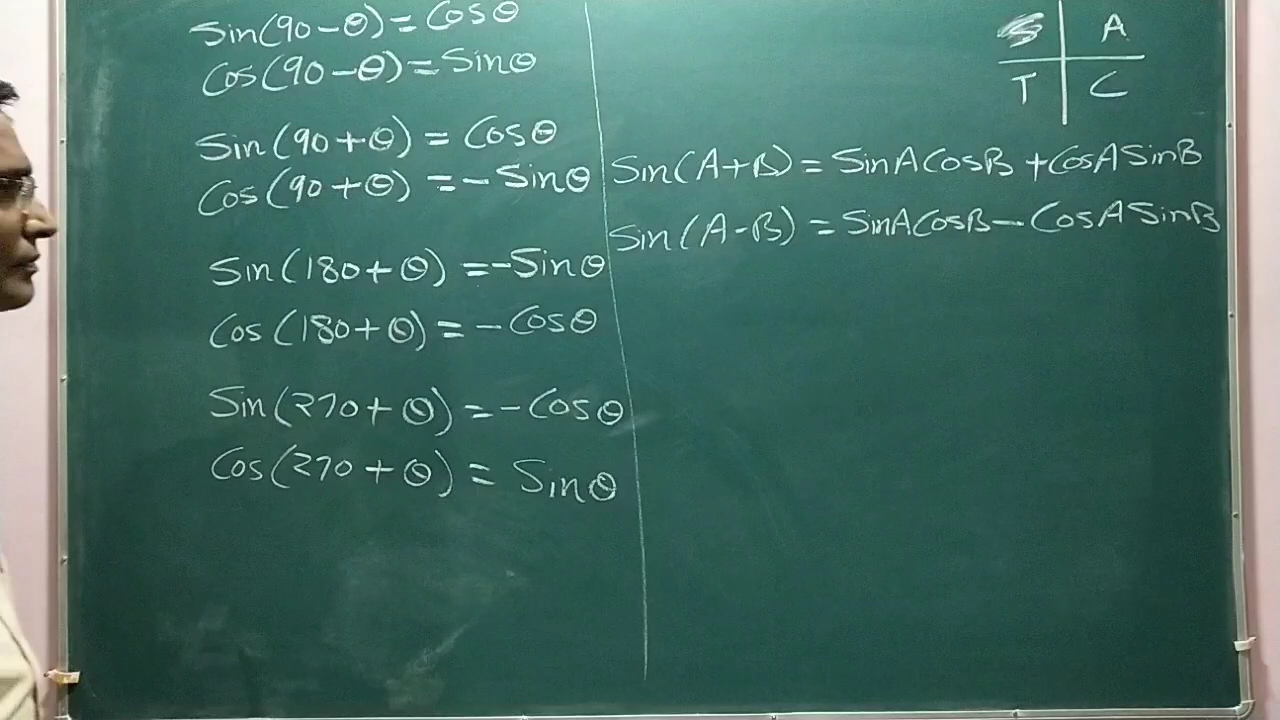 Sin(90-θ)=Cosθ
Cos(90-θ)=Sinθ
Sin(90+θ) = Cosθ
Cos(90+θ) =-Sinθ
Sin(180+θ) =-Sinθ
Cos(180+θ) = -Cosθ
Sin(270+θ) =-Cosθ
Cos(270+θ) = Sinθ
S A
T C
Sin(A+B) = SinACosB +CosASinB
Sin(A-B) = SinACosB-CosASinB